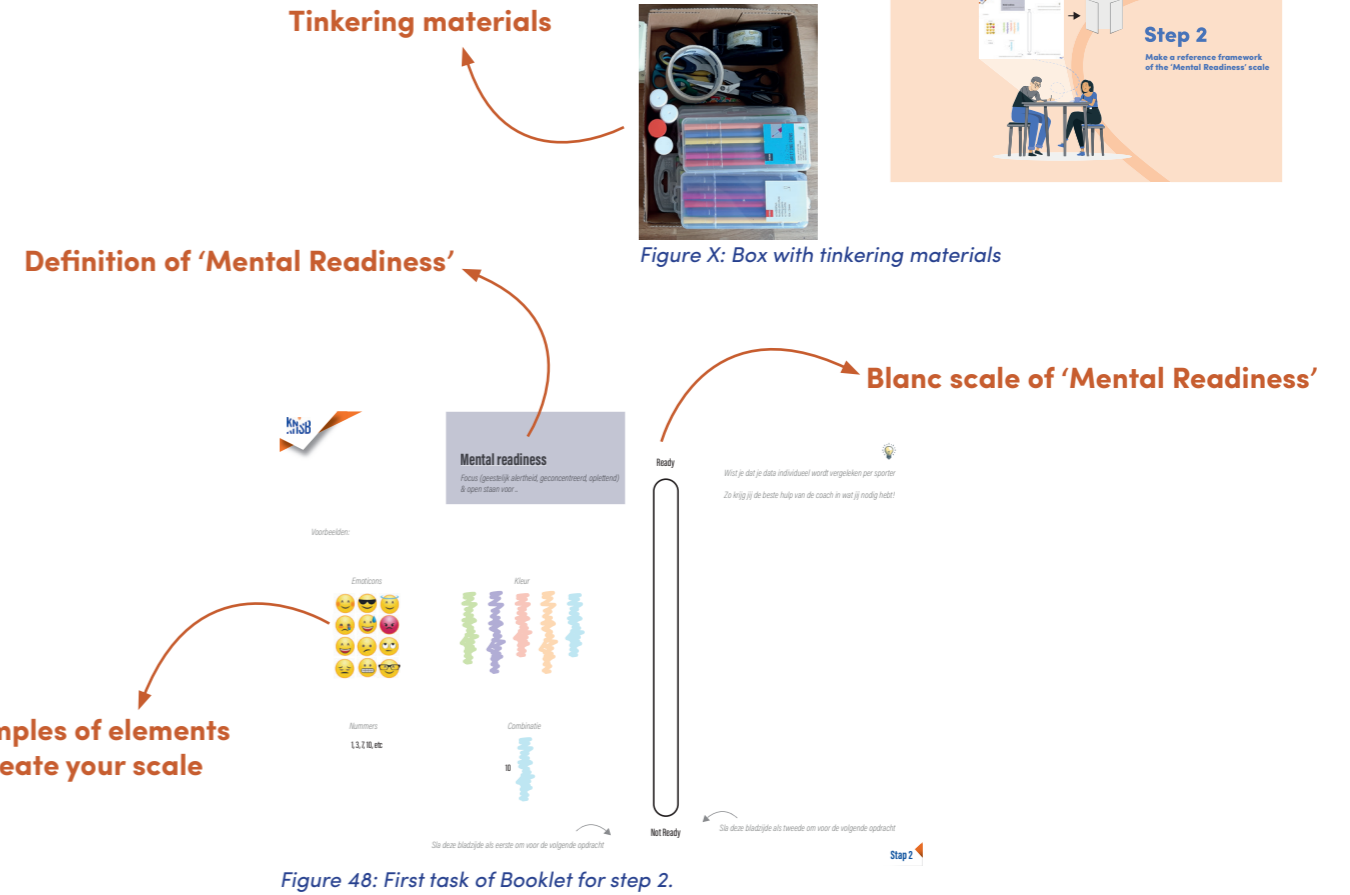 Tinkering materials
Step 2
Make a reference framework
of the ‘Mental Readiness’ scale
Figure X: Box with tinkering materials
Definition of ‘Mental Readiness’
Blanc scale of ‘Mental Readiness’
KNSB
Mental readiness
Focus (geestelijk alertheid, geconcentreerd, oplettend)
& open staan voor ..
Ready
Wist je dat je data individueel wordt vergeleken per sporter
Zo krijg jij de beste hulp van de coach in wat jij nodig hebt!
Voorbeelden:
Emoticons
Kleur
of elements
your scale
Nummers
1, 3, 7, 10, etc
Combinatie
10
Not Ready
Sla deze bladzijde als eerste om voor de volgende opdracht
Sla deze bladzijde als tweede om voor de volgende opdracht
Stap 2
Figure 48: First task of Booklet for step 2.